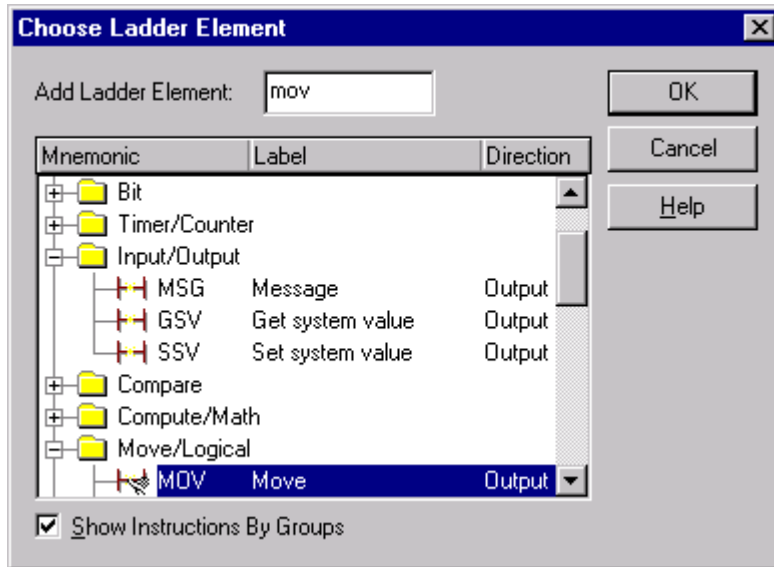 Choose Ladder Element
Add Ladder Element: mov
OK
Cancel
Help
Mnemonic Label Direction
Bit
Timer/Counter
Input/Output
MSG Message Output
GSV Get system value Output
SSV Set system value Output
Compare
Compute/Math
Move/Logical
MOV Move Output
Show Instructions By Groups